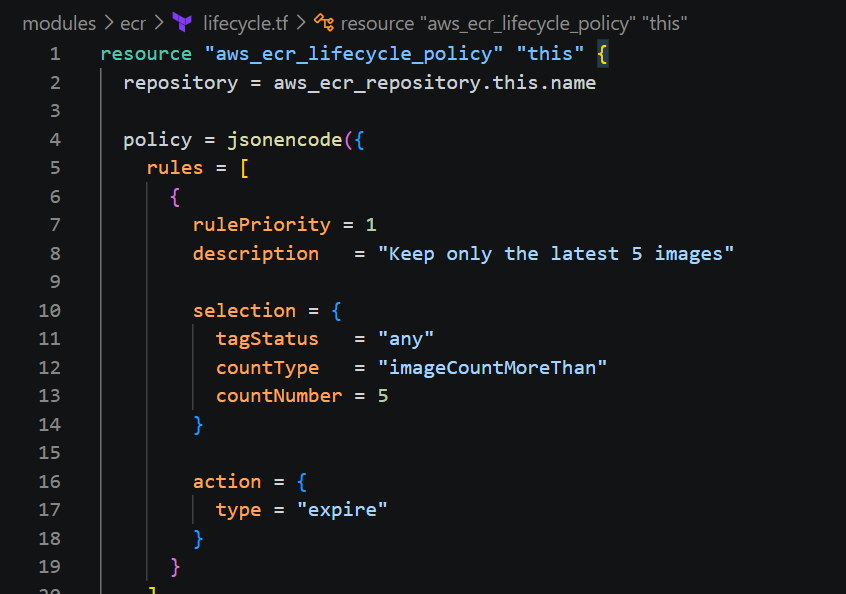 modules > ecr > lifecycle.tf > resource "aws_ecr_lifecycle_policy" "this"
1 resource "aws_ecr_lifecycle_policy" "this" {
2 repository = aws_ecr_repository.this.name
3
4 policy = jsonencode({
5 rules = [
6 {
7 rulePriority = 1
8 description   = "Keep only the latest 5 images"
9
10 selection = {
11 tagStatus   = "any"
12 countType   = "imageCountMoreThan"
13 countNumber = 5
14 }
15
16 action = {
17 type = "expire"
18 }
19 }
20 ]